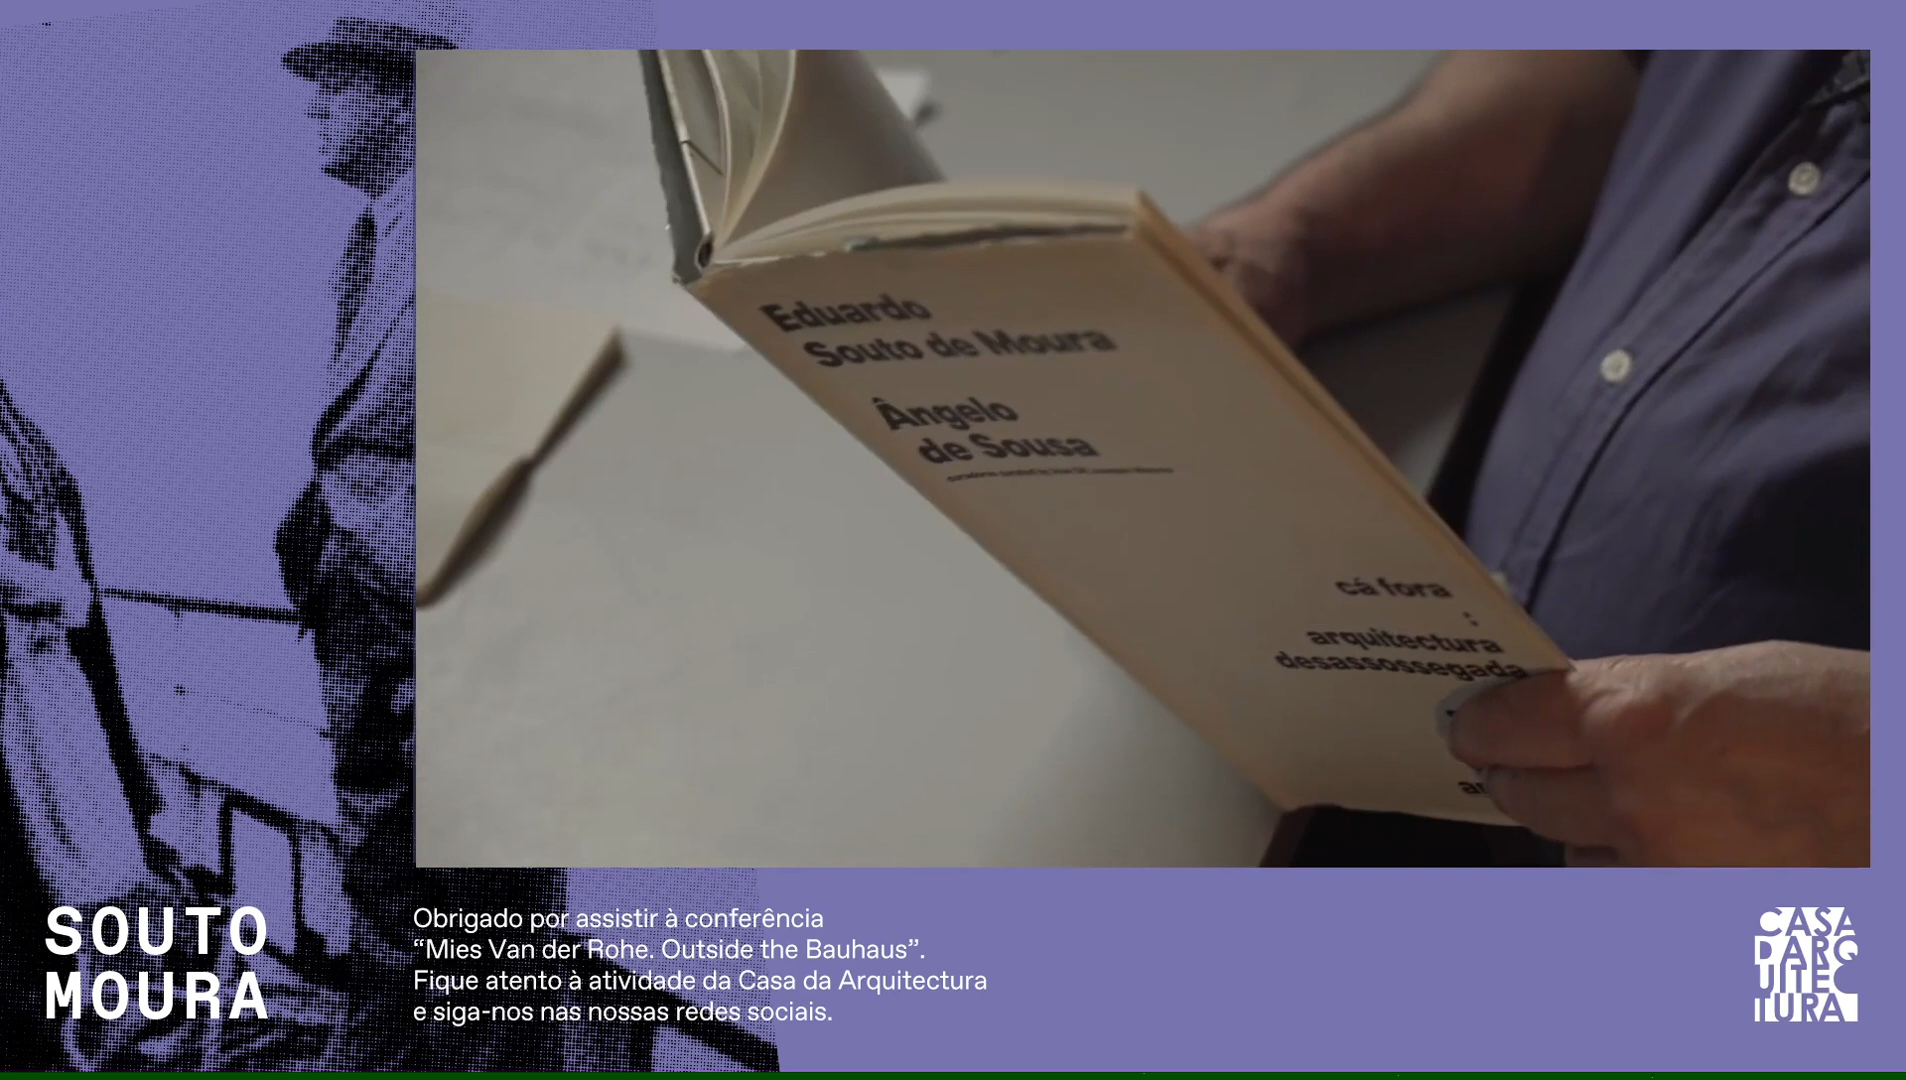 Eduardo
Souto de Moura
Ângelo
de Sousa
cá fora
:
arquitectura
desassossegada
SOUTO
MOURA
Obrigado por assistir à conferência
“Mies Van der Rohe. Outside the Bauhaus”.
Fique atento à atividade da Casa da Arquitectura
e siga-nos nas nossas redes sociais.
CASA
DARQ
UITEC
TURA